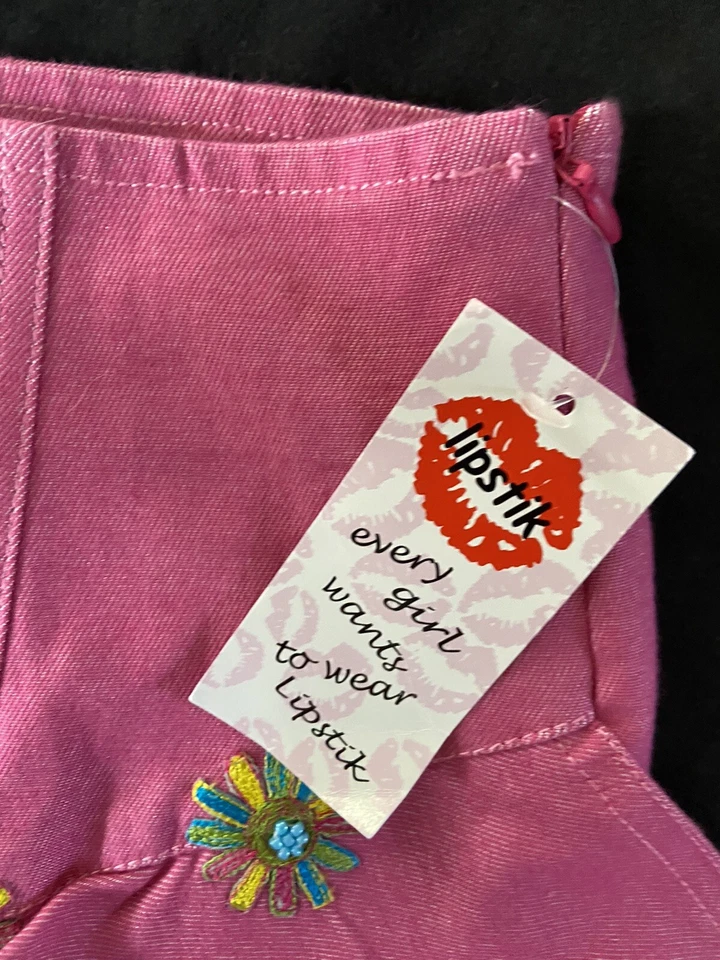 lipstik
every
girl
wants
to wear
Lipstik